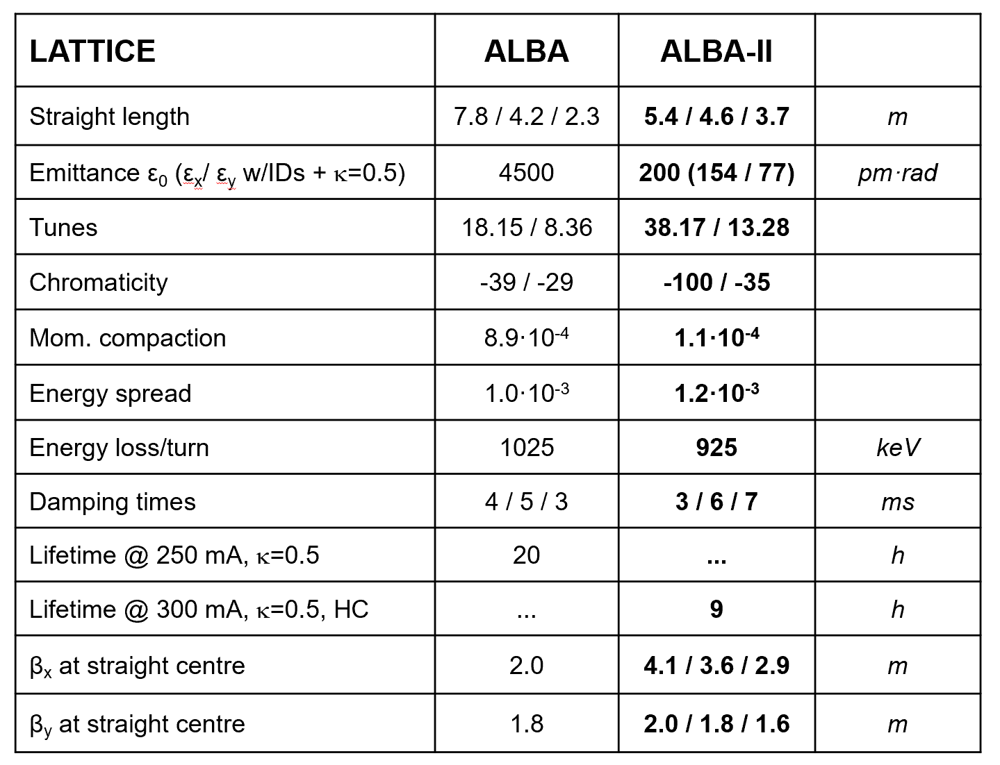 LATTICE ALBA ALBA-II
Straight length 7.8 / 4.2 / 2.3 5.4 / 4.6 / 3.7 m
Emittance ε₀ (εₓ/ ε_y w/IDs + κ=0.5) 4500 200 (154 / 77) pm·rad
Tunes 18.15 / 8.36 38.17 / 13.28
Chromaticity -39 / -29 -100 / -35
Mom. compaction 8.9·10⁻⁴ 1.1·10⁻⁴
Energy spread 1.0·10⁻³ 1.2·10⁻³
Energy loss/turn 1025 925 keV
Damping times 4 / 5 / 3 3 / 6 / 7 ms
Lifetime @ 250 mA, κ=0.5 20 ... h
Lifetime @ 300 mA, κ=0.5, HC ... 9 h
βₓ at straight centre 2.0 4.1 / 3.6 / 2.9 m
β_y at straight centre 1.8 2.0 / 1.8 / 1.6 m